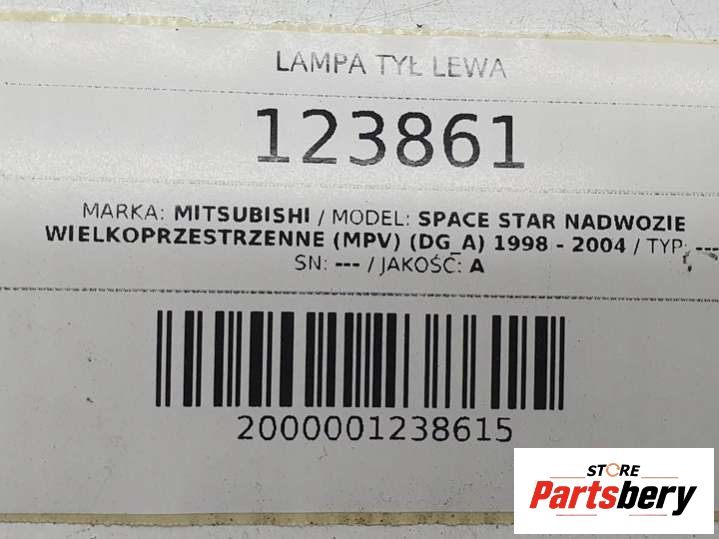 LAMPA TYŁ LEWA
123861
MARKA: MITSUBISHI / MODEL: SPACE STAR NADWOZIE
WIELKOPRZESTRZENNE (MPV) (DG_A) 1998 - 2004 / TYP: ---
SN: --- / JAKOŚĆ: A
2000001238615
STORE
Partsbery